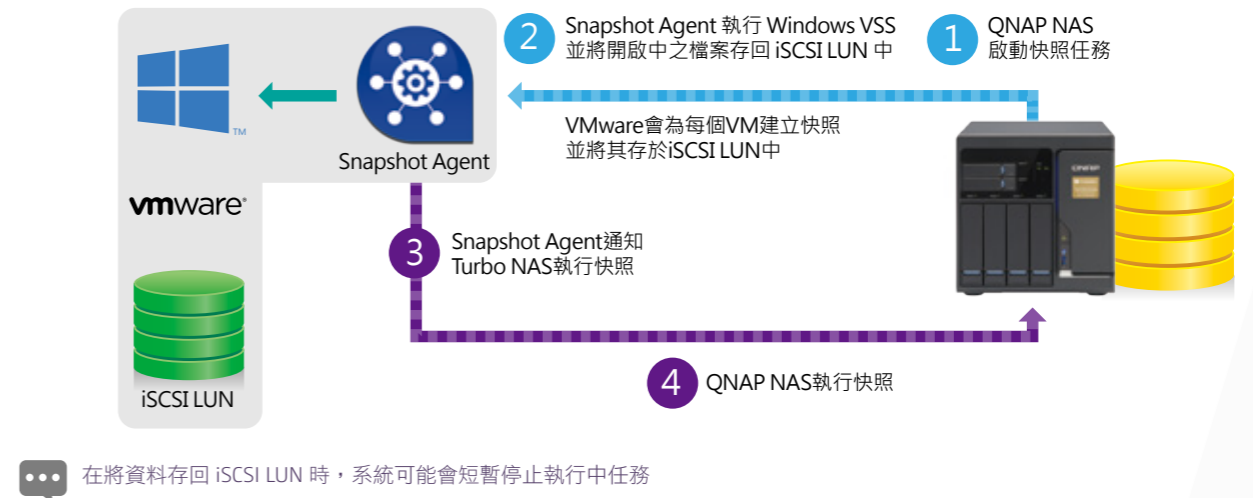 1
QNAP NAS
啟動快照任務
2
Snapshot Agent 執行 Windows VSS
並將開啟中之檔案存回 iSCSI LUN 中
VMware會為每個VM建立快照
並將其存於iSCSI LUN中
TM
Snapshot Agent
vmware®
QNAP
3
Snapshot Agent通知
Turbo NAS執行快照
4
QNAP NAS執行快照
iSCSI LUN
在將資料存回 iSCSI LUN 時，系統可能會短暫停止執行中任務